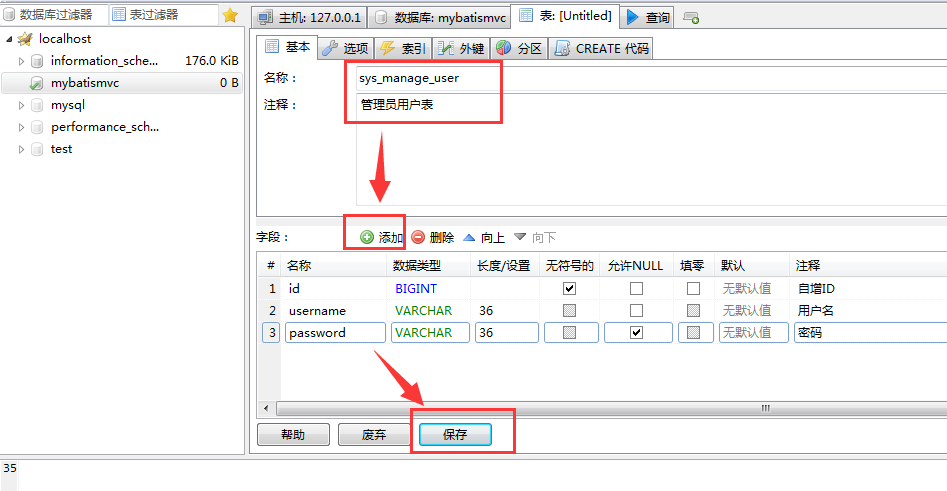 数据库过滤器 表过滤器 主机: 127.0.0.1 数据库: mybatismvc 表: [Untitled] 查询
localhost
information_sche... 176.0 KiB
mybatismvc 0 B
mysql
performance_sch...
test
基本 选项 索引 外键 分区 CREATE 代码
名称： sys_manage_user
注释： 管理员用户表
字段： 添加 删除 向上 向下
# 名称 数据类型 长度/设置 无符号的 允许NULL 填零 默认 注释
1 id BIGINT 无默认值 自增ID
2 username VARCHAR 36 无默认值 用户名
3 password VARCHAR 36 无默认值 密码
帮助 废弃 保存
35